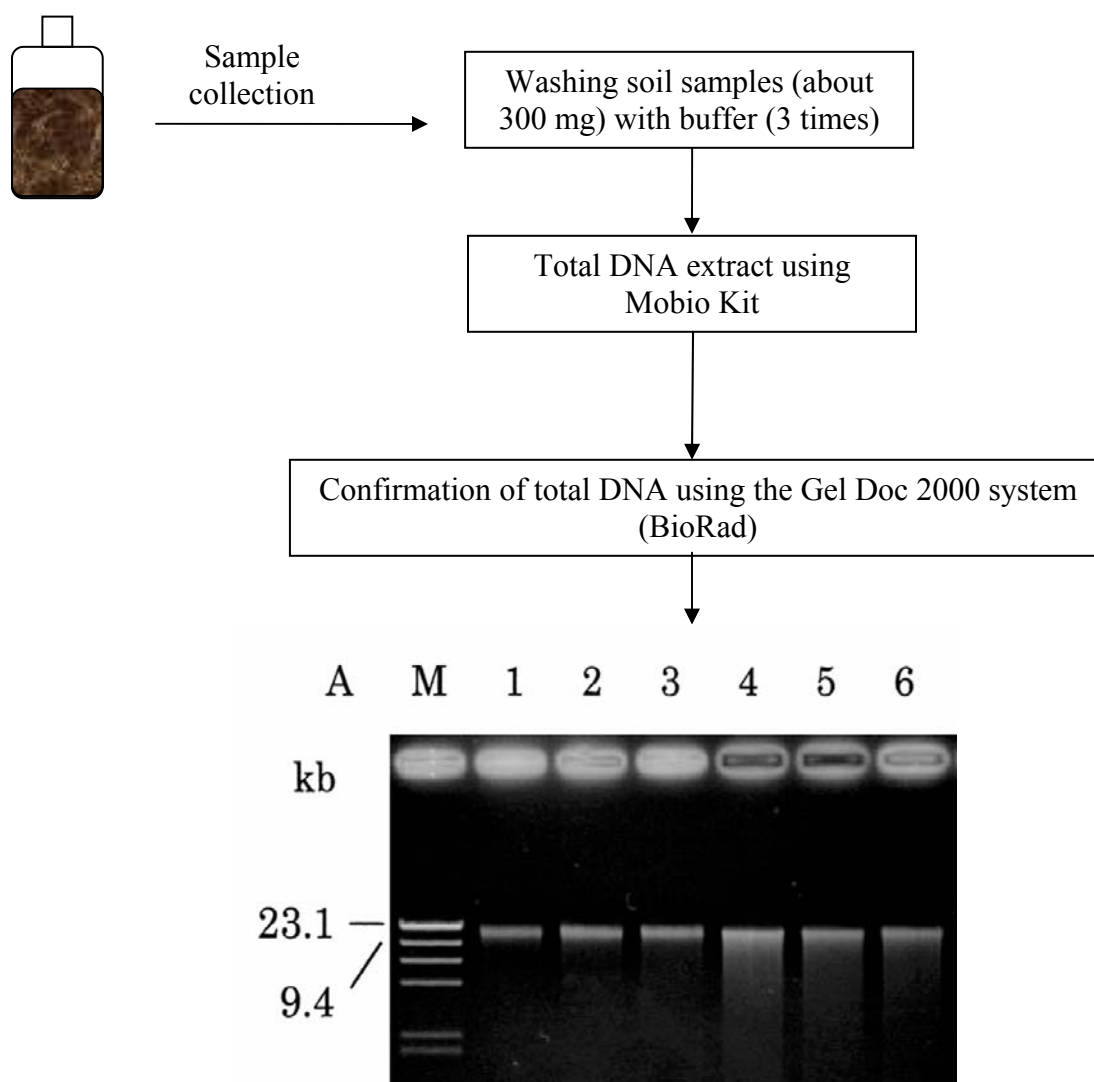 Sample
collection
Washing soil samples (about
300 mg) with buffer (3 times)
Total DNA extract using
Mobio Kit
Confirmation of total DNA using the Gel Doc 2000 system
(BioRad)
A M 1 2 3 4 5 6
kb
23.1
9.4